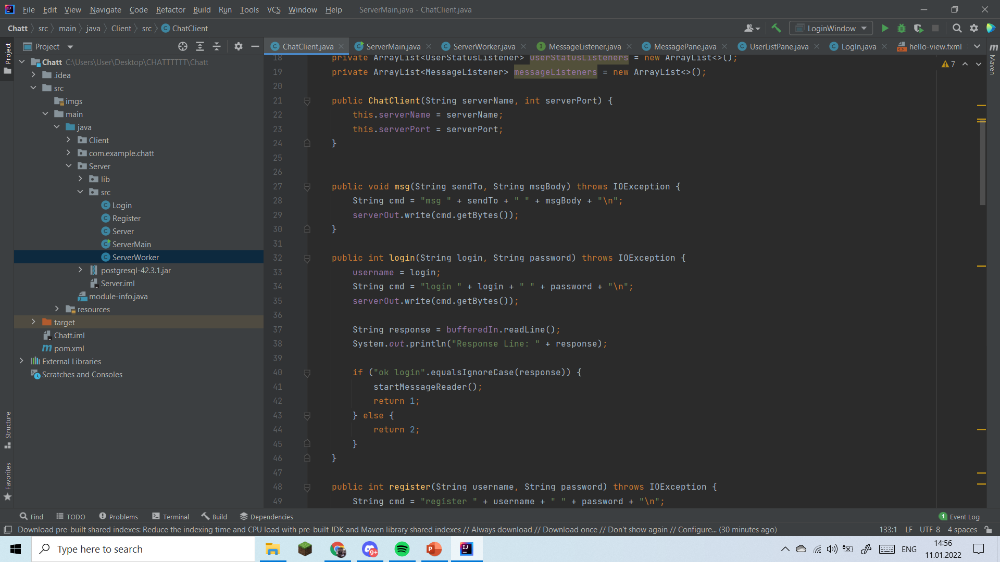 File Edit View Navigate Code Refactor Build Run Tools VCS Window Help ServerMain.java - ChatClient.java
Chatt src main java Client src ChatClient LoginWindow
Project ChatClient.java ServerMain.java ServerWorker.java MessageListener.java MessagePane.java UserListPane.java LogIn.java hello-view.fxml
Project
Maven
Structure
Favorites
Chatt C:\Users\User\Desktop\CHATTTTTT\Chatt
.idea
src
imgs
main
java
Client
com.example.chatt
Server
lib
src
Login
Register
Server
ServerMain
ServerWorker
postgresql-42.3.1.jar
Server.iml
module-info.java
resources
target
Chatt.iml
pom.xml
External Libraries
Scratches and Consoles
7
18 private ArrayList<UserStatusListener> userStatusListeners = new ArrayList<>();
19 private ArrayList<MessageListener> messageListeners = new ArrayList<>();
20
21 public ChatClient(String serverName, int serverPort) {
22 this.serverName = serverName;
23 this.serverPort = serverPort;
24 }
25
26
27 public void msg(String sendTo, String msgBody) throws IOException {
28 String cmd = "msg " + sendTo + " " + msgBody + "\n";
29 serverOut.write(cmd.getBytes());
30 }
31
32 public int login(String login, String password) throws IOException {
33 username = login;
34 String cmd = "login " + login + " " + password + "\n";
35 serverOut.write(cmd.getBytes());
36
37 String response = bufferedIn.readLine();
38 System.out.println("Response Line: " + response);
39
40 if ("ok login".equalsIgnoreCase(response)) {
41 startMessageReader();
42 return 1;
43 } else {
44 return 2;
45 }
46 }
47
48 public int register(String username, String password) throws IOException {
49 String cmd = "register " + username + " " + password + "\n";
Find TODO Problems Terminal Build Dependencies 1 Event Log
Download pre-built shared indexes: Reduce the indexing time and CPU load with pre-built JDK and Maven library shared indexes // Always download // Download once // Don't show again // Configure... (30 minutes ago) 133:1 LF UTF-8 4 spaces
Type here to search 9+ ENG 14:56
11.01.2022